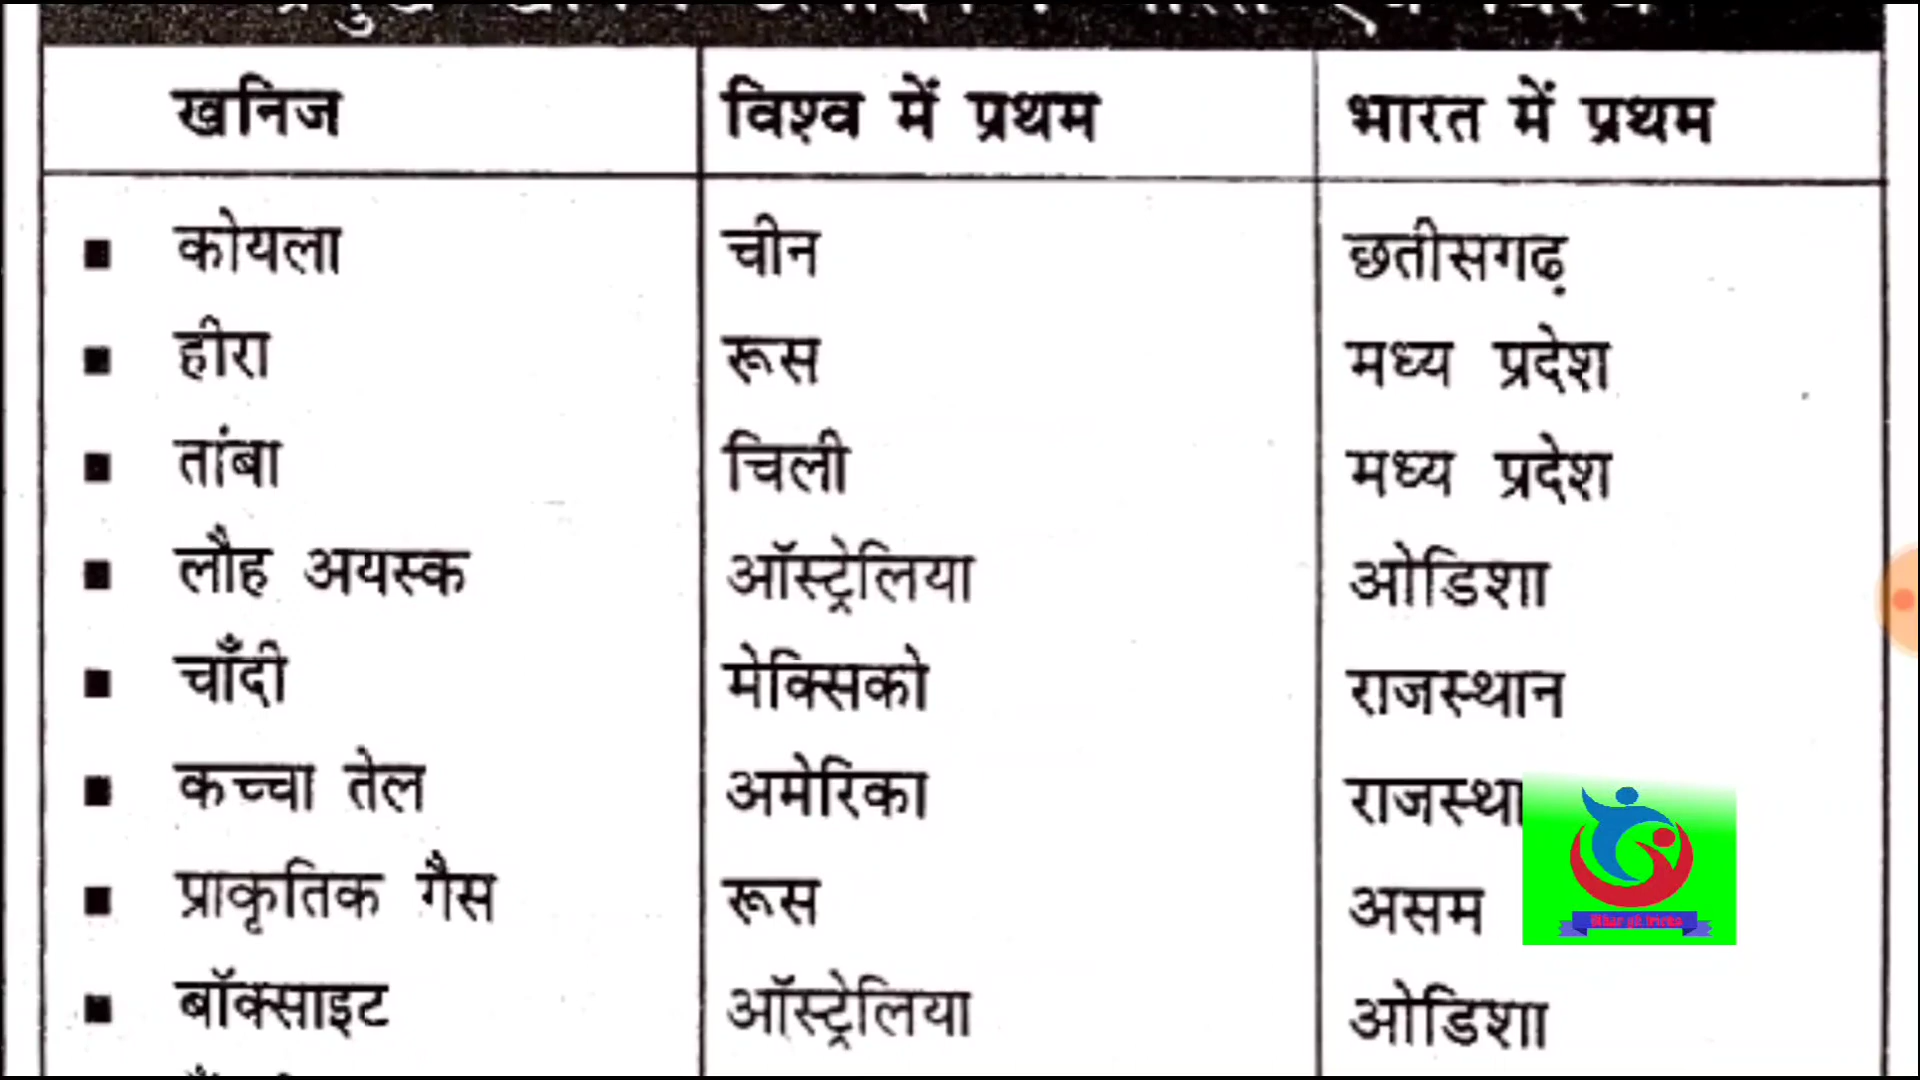 खनिज विश्व में प्रथम भारत में प्रथम
कोयला चीन छतीसगढ़
हीरा रूस मध्य प्रदेश
तांबा चिली मध्य प्रदेश
लौह अयस्क ऑस्ट्रेलिया ओडिशा
चाँदी मेक्सिको राजस्थान
कच्चा तेल अमेरिका राजस्था
प्राकृतिक गैस रूस असम
बॉक्साइट ऑस्ट्रेलिया ओडिशा